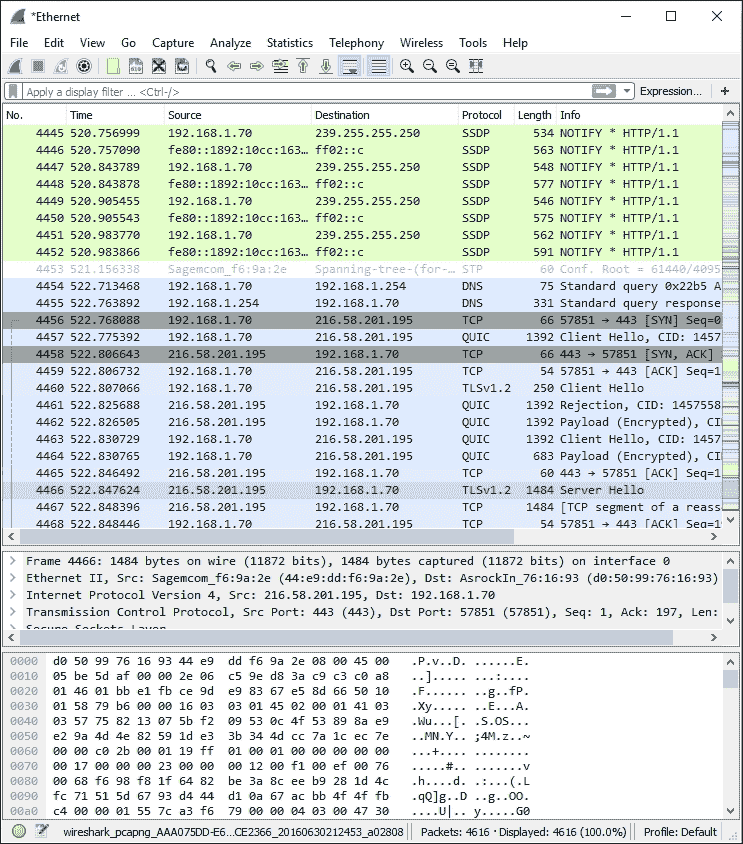 *Ethernet
File Edit View Go Capture Analyze Statistics Telephony Wireless Tools Help
Apply a display filter ... <Ctrl-/> Expression... +
No. Time Source Destination Protocol Length Info
4445 520.756999 192.168.1.70 239.255.255.250 SSDP 534 NOTIFY * HTTP/1.1
4446 520.757090 fe80::1892:10cc:163… ff02::c SSDP 563 NOTIFY * HTTP/1.1
4447 520.843789 192.168.1.70 239.255.255.250 SSDP 548 NOTIFY * HTTP/1.1
4448 520.843878 fe80::1892:10cc:163… ff02::c SSDP 577 NOTIFY * HTTP/1.1
4449 520.905455 192.168.1.70 239.255.255.250 SSDP 546 NOTIFY * HTTP/1.1
4450 520.905543 fe80::1892:10cc:163… ff02::c SSDP 575 NOTIFY * HTTP/1.1
4451 520.983770 192.168.1.70 239.255.255.250 SSDP 562 NOTIFY * HTTP/1.1
4452 520.983866 fe80::1892:10cc:163… ff02::c SSDP 591 NOTIFY * HTTP/1.1
4453 521.156338 Sagemcom_f6:9a:2e Spanning-tree-(for-… STP 60 Conf. Root = 61440/4095
4454 522.713468 192.168.1.70 192.168.1.254 DNS 75 Standard query 0x22b5 A
4455 522.763892 192.168.1.254 192.168.1.70 DNS 331 Standard query response
4456 522.768088 192.168.1.70 216.58.201.195 TCP 66 57851 → 443 [SYN] Seq=0
4457 522.775392 192.168.1.70 216.58.201.195 QUIC 1392 Client Hello, CID: 1457
4458 522.806643 216.58.201.195 192.168.1.70 TCP 66 443 → 57851 [SYN, ACK]
4459 522.806732 192.168.1.70 216.58.201.195 TCP 54 57851 → 443 [ACK] Seq=1
4460 522.807066 192.168.1.70 216.58.201.195 TLSv1.2 250 Client Hello
4461 522.825688 216.58.201.195 192.168.1.70 QUIC 1392 Rejection, CID: 1457558
4462 522.826505 216.58.201.195 192.168.1.70 QUIC 1392 Payload (Encrypted), CI
4463 522.830729 192.168.1.70 216.58.201.195 QUIC 1392 Client Hello, CID: 1457
4464 522.830765 192.168.1.70 216.58.201.195 QUIC 683 Payload (Encrypted), CI
4465 522.846492 216.58.201.195 192.168.1.70 TCP 60 443 → 57851 [ACK] Seq=1
4466 522.847624 216.58.201.195 192.168.1.70 TLSv1.2 1484 Server Hello
4467 522.848396 216.58.201.195 192.168.1.70 TCP 1484 [TCP segment of a reass
4468 522.848446 192.168.1.70 216.58.201.195 TCP 54 57851 → 443 [ACK] Seq=19
Frame 4466: 1484 bytes on wire (11872 bits), 1484 bytes captured (11872 bits) on interface 0
Ethernet II, Src: Sagemcom_f6:9a:2e (44:e9:dd:f6:9a:2e), Dst: AsrockIn_76:16:93 (d0:50:99:76:16:93)
Internet Protocol Version 4, Src: 216.58.201.195, Dst: 192.168.1.70
Transmission Control Protocol, Src Port: 443 (443), Dst Port: 57851 (57851), Seq: 1, Ack: 197, Len:
Secure Sockets Layer
0000 d0 50 99 76 16 93 44 e9 dd f6 9a 2e 08 00 45 00 .P.v..D. ......E.
0010 05 be 5d af 00 00 2e 06 c5 9e d8 3a c9 c3 c0 a8 ..]..... ...:....
0020 01 46 01 bb e1 fb ce 9d e9 83 67 e5 8d 66 50 10 .F...... ..g..fP.
0030 01 58 79 b6 00 00 16 03 03 01 45 02 00 01 41 03 .Xy..... ..E...A.
0040 03 57 75 82 13 07 5b f2 09 53 0c 4f 53 89 8a e9 .Wu...[. .S.OS...
0050 e2 9a 4d 4e 82 59 1d e3 3b 34 4d cc 7a 1c ec 7e ..MN.Y.. ;4M.z..~
0060 00 00 c0 2b 00 01 19 ff 01 00 01 00 00 00 00 00 ...+.... ........
0070 00 17 00 00 00 23 00 00 00 12 00 f1 00 ef 00 76 .....#.. .......v
0080 00 68 f6 98 f8 1f 64 82 be 3a 8c ee b9 28 1d 4c .h....d. .:...(.L
0090 fc 71 51 5d 67 93 d4 44 d1 0a 67 ac bb 4f 4f fb .qQ]g..D ..g..OO.
00a0 c4 00 00 01 55 7c a3 f6 79 00 00 04 03 00 47 30 ....U|.. y.....G0
wireshark_pcapng_AAA075DD-E6...CE2366_20160630212453_a02808 Packets: 4616 · Displayed: 4616 (100.0%) Profile: Default